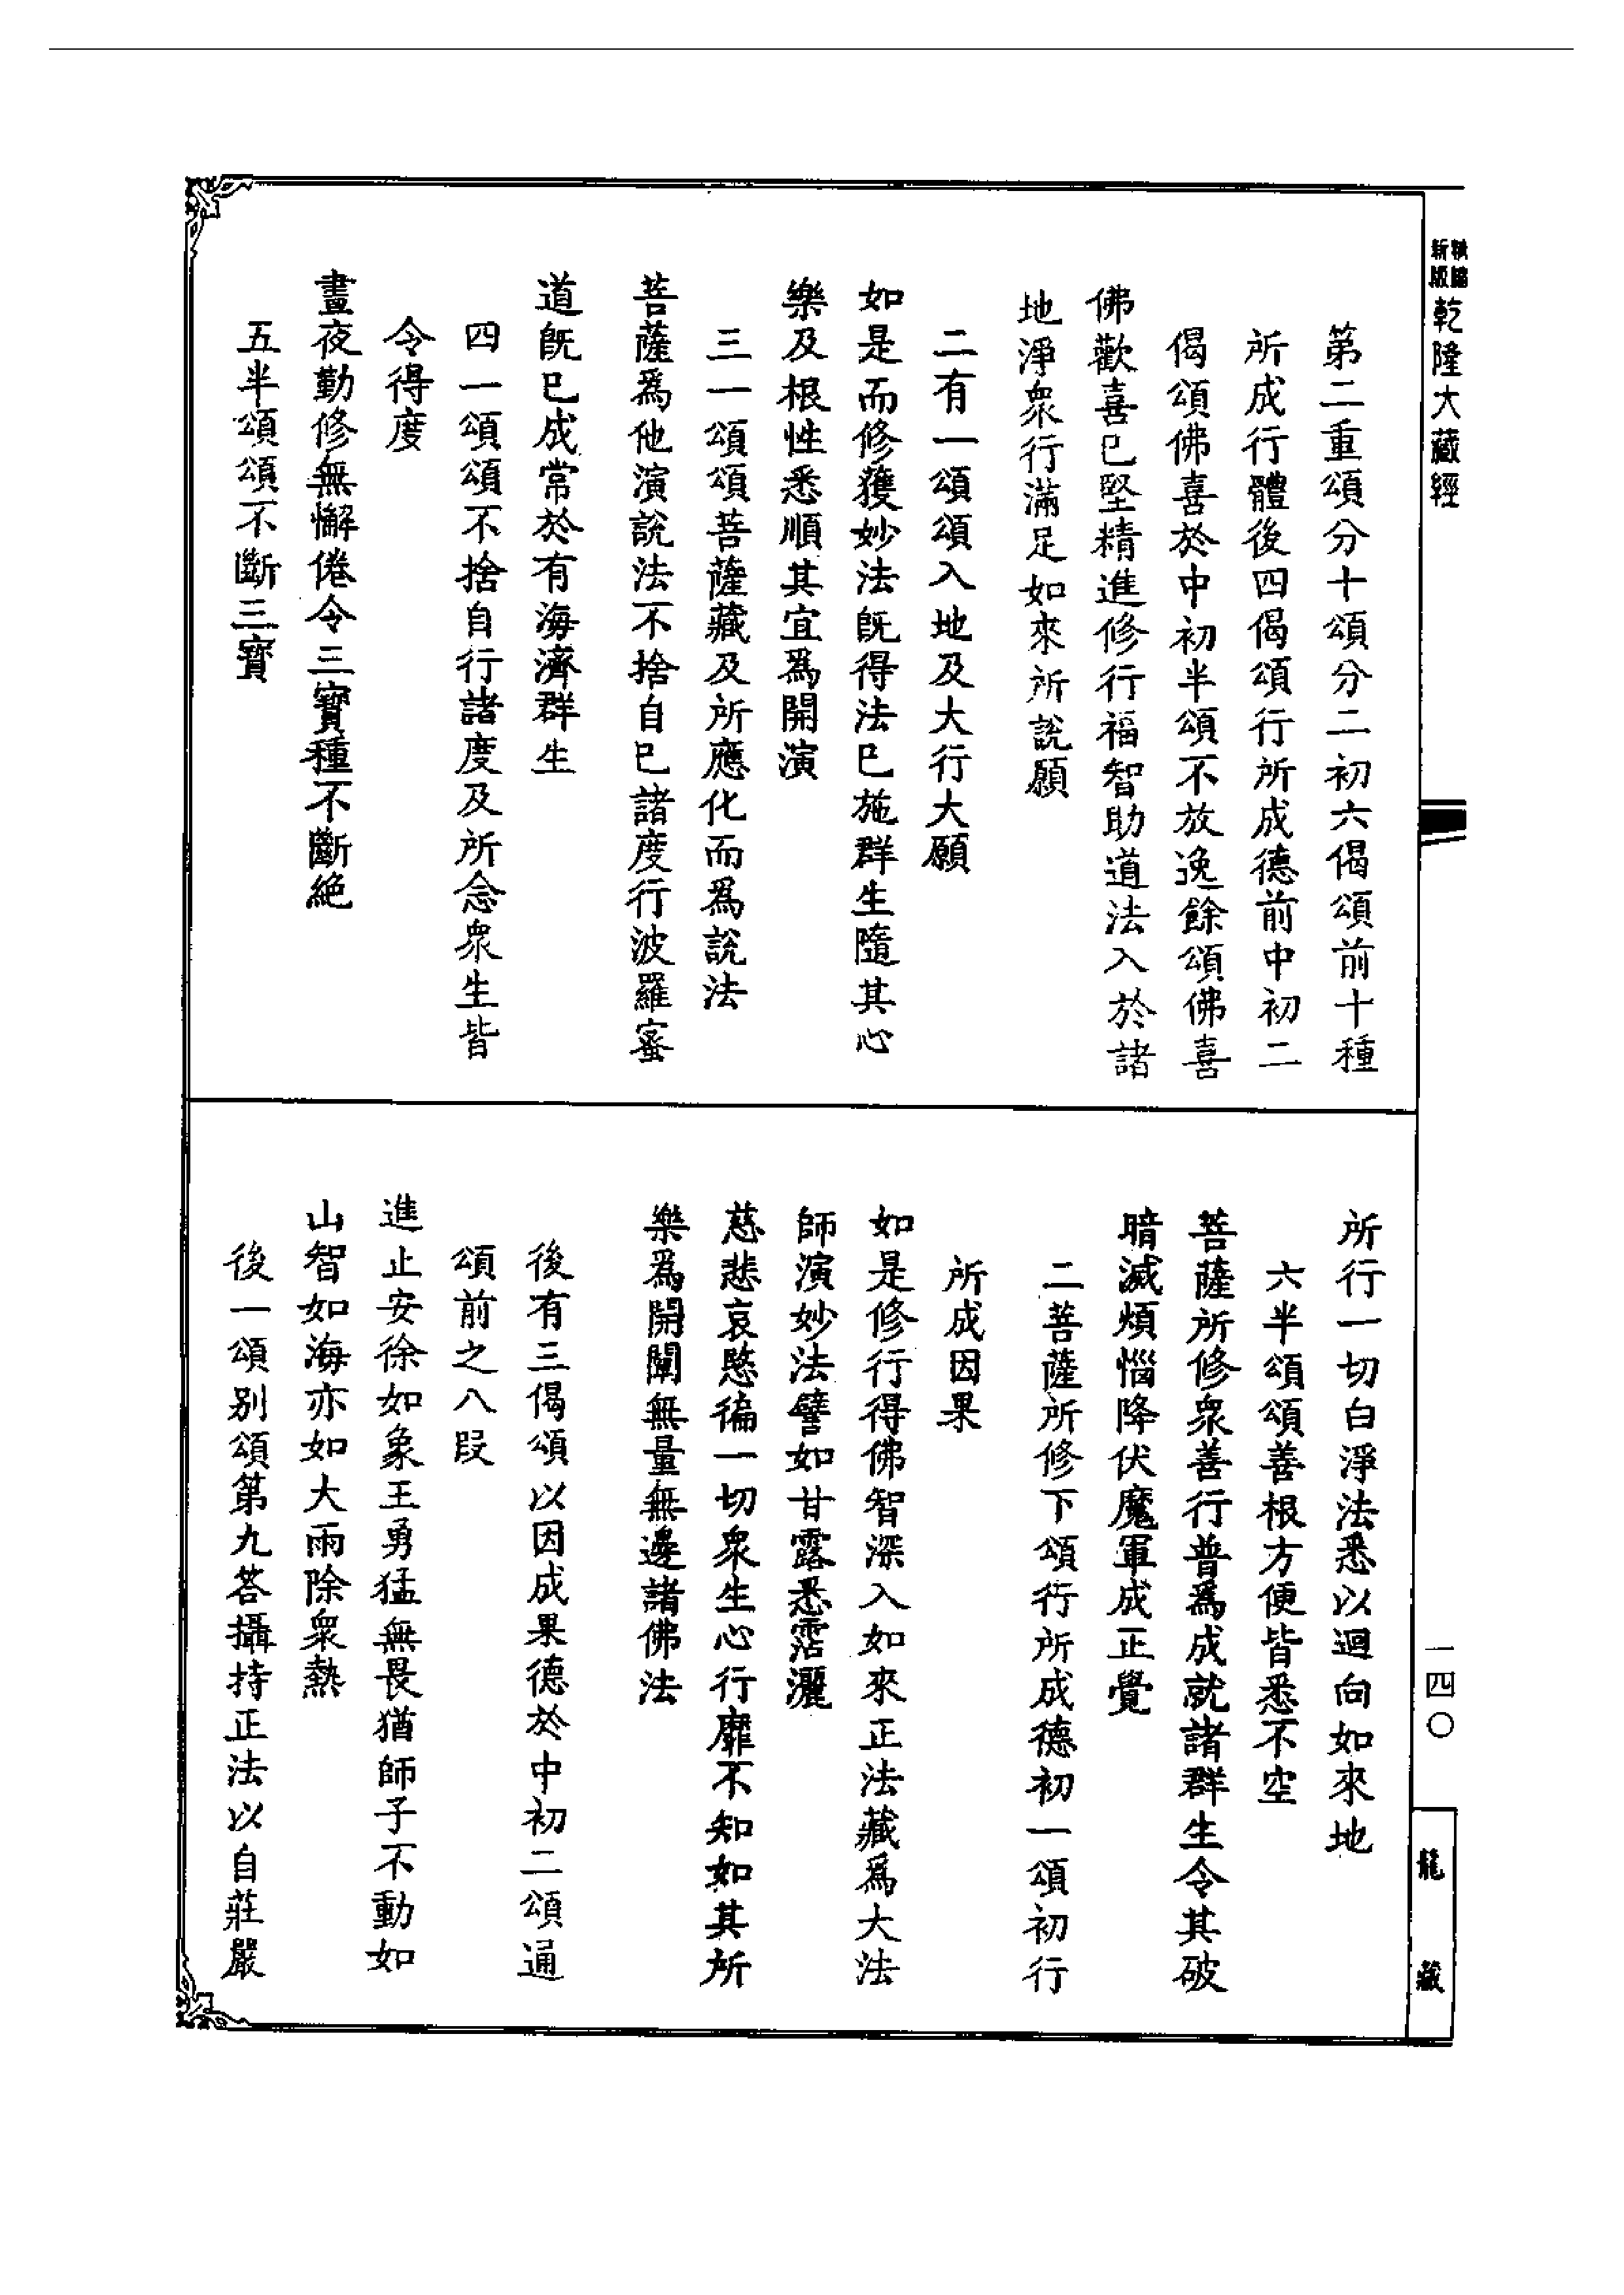 精縮
新版
乾隆大藏經
第二重頌分十頌分二初六偈頌前十種
所成行體後四偈頌行所成德前中初二
偈頌佛喜於中初半頌不放逸餘頌佛喜
佛歡喜已堅精進修行福智助道法入於諸
地淨眾行滿足如來所說願
二有一頌頌入地及大行大願
如是而修獲妙法既得法已施群生隨其心
樂及根性悉順其宜為開演
三一頌頌菩薩藏及所應化而為說法
菩薩為他演說法不捨自己諸度行波羅蜜
道既已成常於有海濟群生
四一頌頌不捨自行諸度及所念眾生皆
令得度
晝夜勤修無懈倦令三寶種不斷絕
五半頌頌不斷三寶
所行一切白淨法悉以迴向如來地
六半頌頌善根方便皆悉不空
菩薩所修眾善行普為成就諸群生令其破
暗滅煩惱降伏魔軍成正覺
二菩薩所修下頌行所成德初一頌初行
所成因果
如是修行得佛智深入如來正法藏為大法
師演妙法譬如甘露悉霑灑
慈悲哀愍徧一切眾生心行靡不知如其所
樂為開闡無量無邊諸佛法
後有三偈頌以因成果德於中初二頌通
頌前之八段
進止安徐如象王勇猛無畏猶師子不動如
山智如海亦如大雨除眾熱
後一頌別頌第九答攝持正法以自莊嚴
一四〇
龍藏